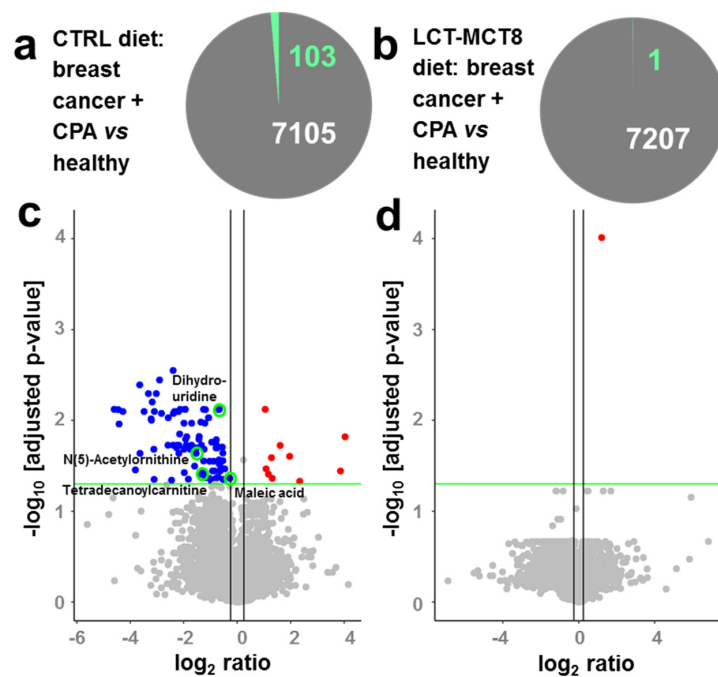 a
CTRL diet:
breast
cancer +
CPA vs
healthy
103
7105
b
LCT-MCT8
diet: breast
cancer +
CPA vs
healthy
1
7207
c
-log10 [adjusted p-value]
4
3
2
1
0
Dihydro-
uridine
N(5)-Acetylornithine
Tetradecanoylcarnitine
Maleic acid
-6
-4
-2
0
2
4
log2 ratio
d
-log10 [adjusted p-value]
4
3
2
1
0
-4
0
4
log2 ratio